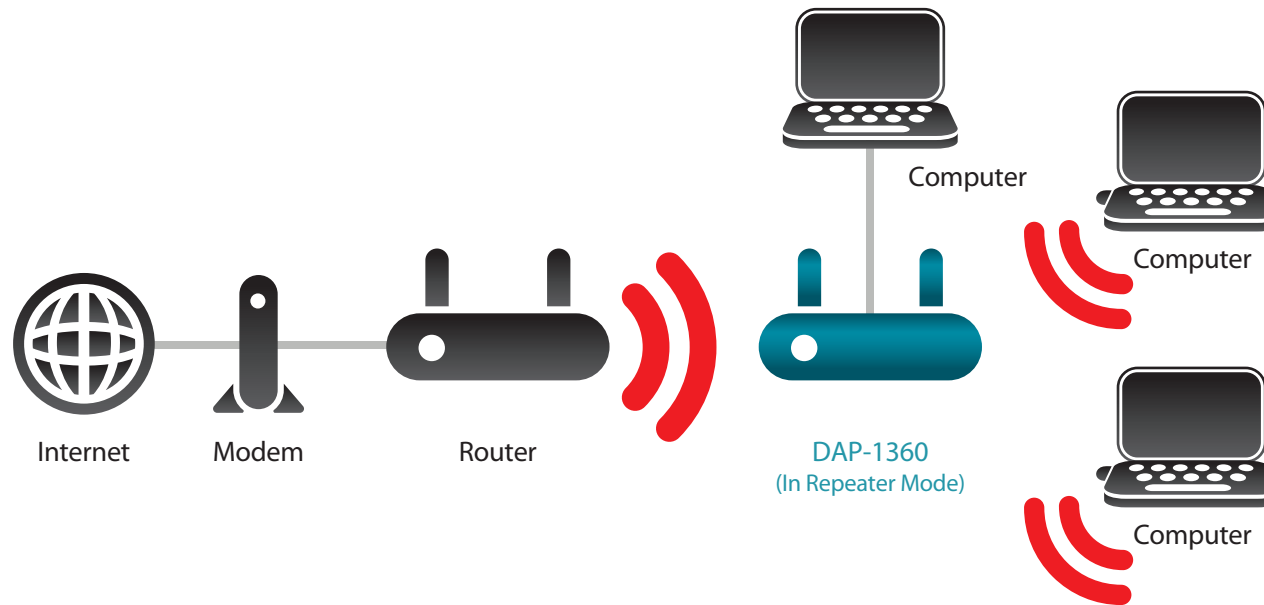 Computer
Computer
Internet
Modem
Router
DAP-1360
(In Repeater Mode)
Computer